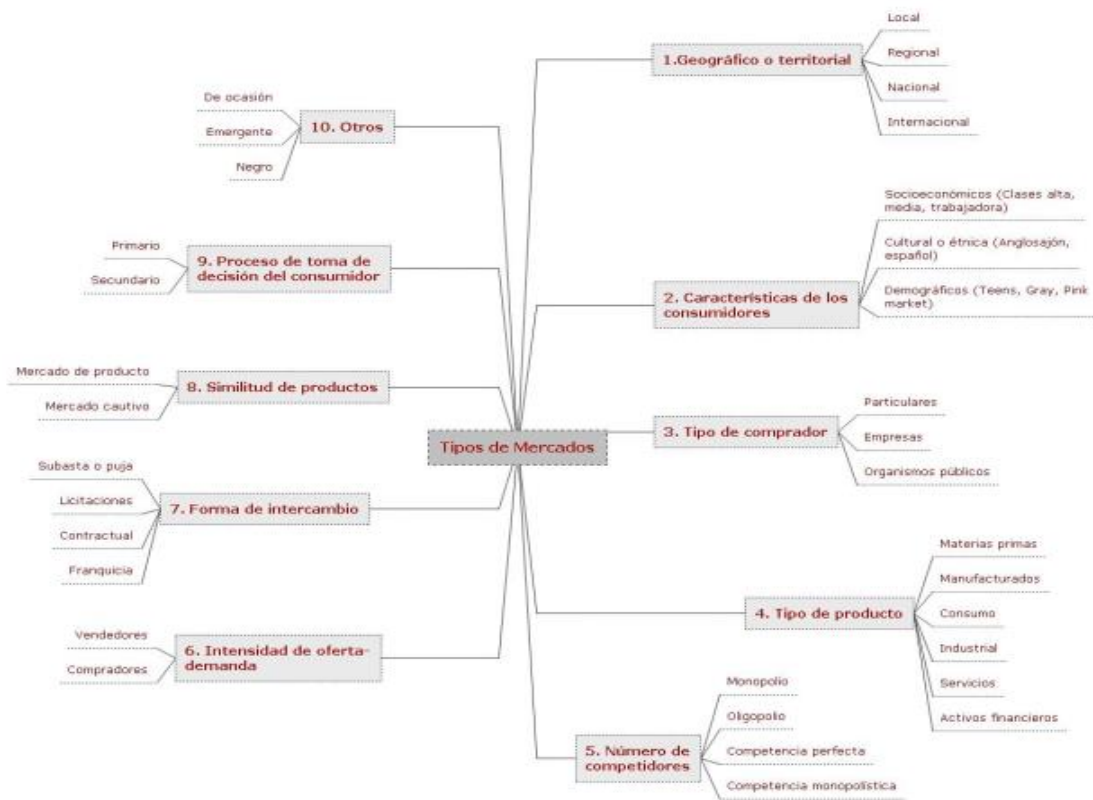 Tipos de Mercados
1.Geográfico o territorial
Local
Regional
Nacional
Internacional
2. Características de los
consumidores
Socioeconómicos (Clases alta,
media, trabajadora)
Cultural o étnica (Anglosajón,
español)
Demográficos (Teens, Gray, Pink
market)
3. Tipo de comprador
Particulares
Empresas
Organismos públicos
4. Tipo de producto
Materias primas
Manufacturados
Consumo
Industrial
Servicios
Activos financieros
5. Número de
competidores
Monopolio
Oligopolio
Competencia perfecta
Competencia monopolística
6. Intensidad de oferta-
demanda
Vendedores
Compradores
7. Forma de intercambio
Subasta o puja
Licitaciones
Contractual
Franquicia
8. Similitud de productos
Mercado de producto
Mercado cautivo
9. Proceso de toma de
decisión del consumidor
Primario
Secundario
10. Otros
De ocasión
Emergente
Negro